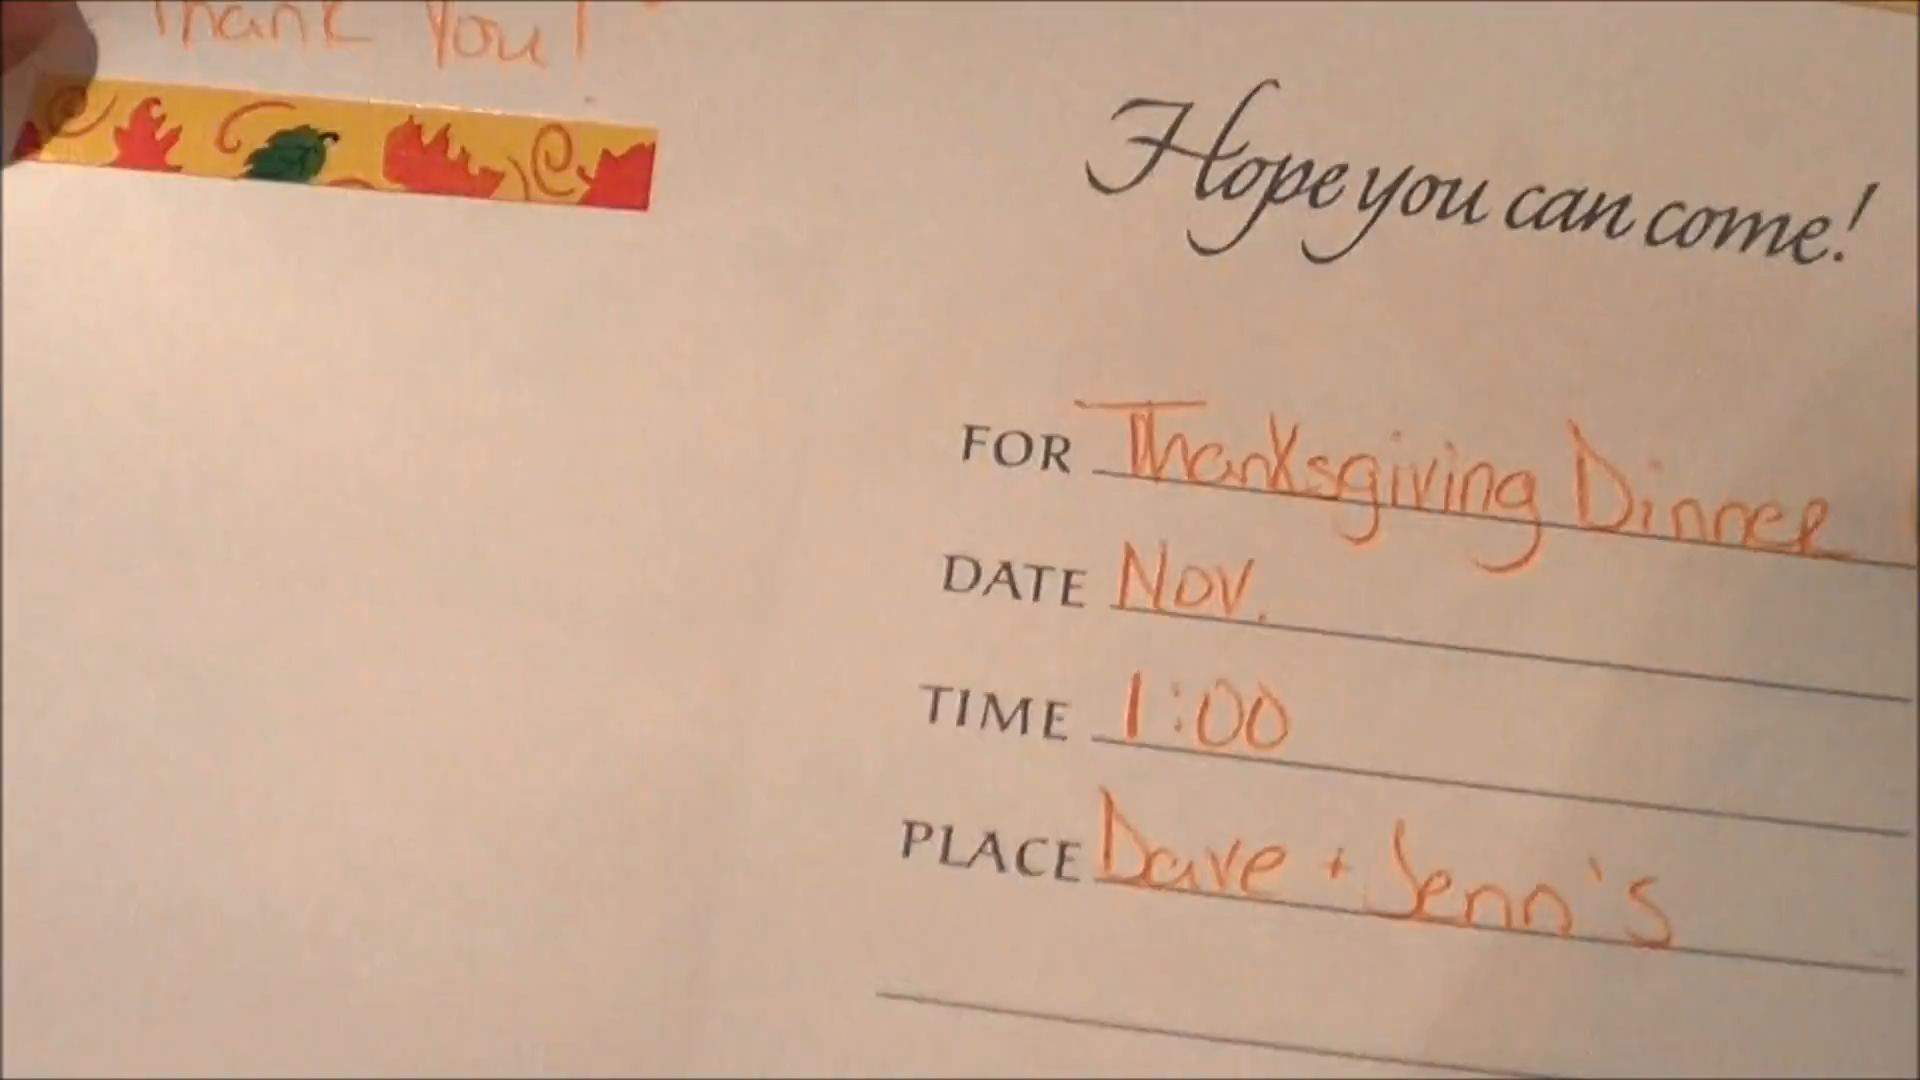 Thank You!
Hope you can come!
FOR Thanksgiving Dinner
DATE Nov.
TIME 1:00
PLACE Dave + Jenn's